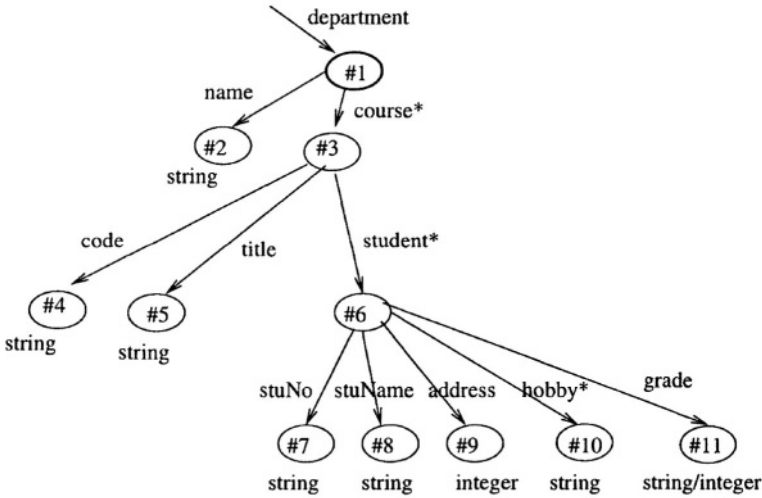 department
#1
name
course*
#2
#3
string
code
title
student*
#4
#5
#6
string
string
stuNo
stuName
address
hobby*
grade
#7
#8
#9
#10
#11
string
string
integer
string
string/integer